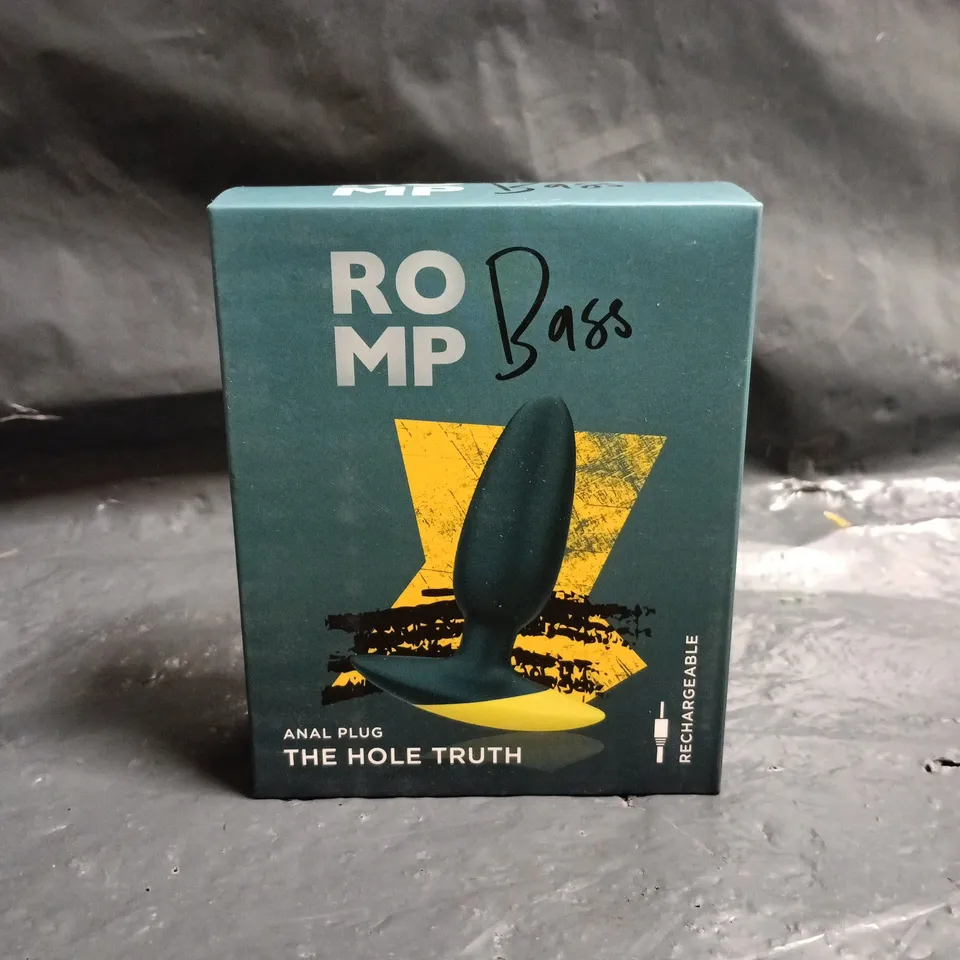 MP Bass
RO
MP Bass
ANAL PLUG
THE HOLE TRUTH
RECHARGEABLE